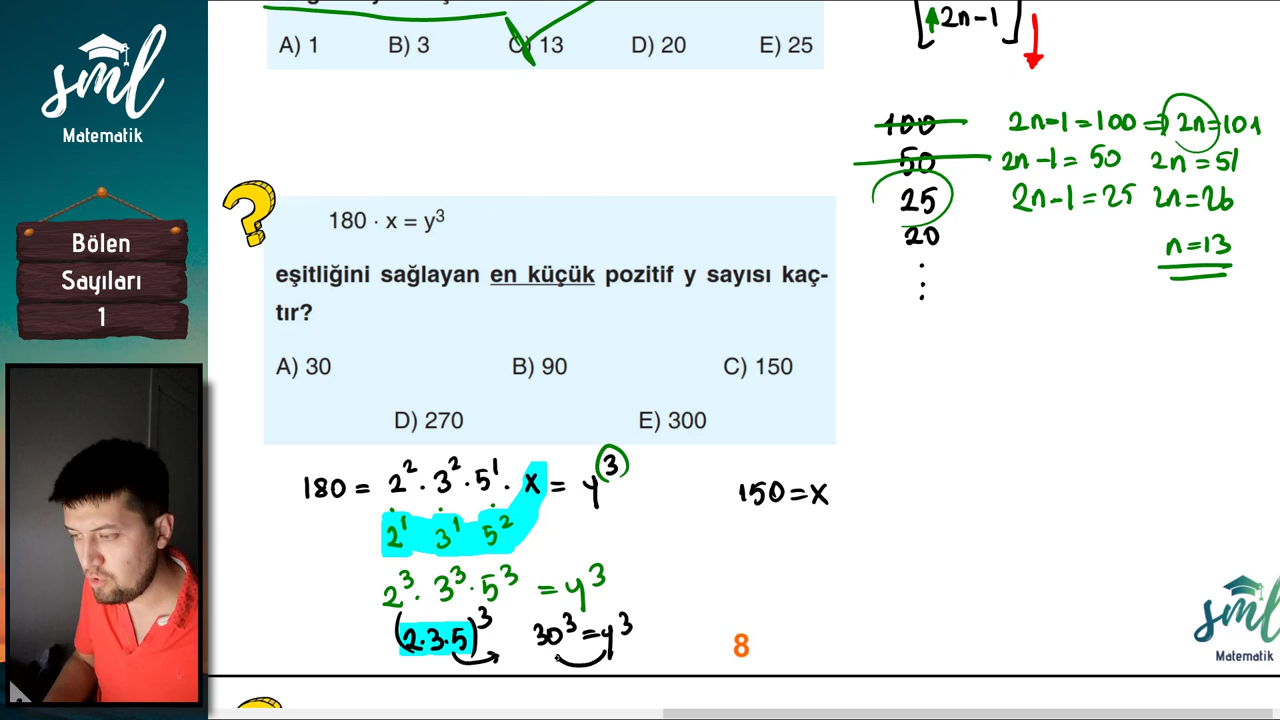 sml
Matematik
Bölen
Sayıları
1
A) 1 B) 3 C) 13 D) 20 E) 25
2n-1
100 2n-1=100 ⇒ 2n=101
50 2n-1=50 2n=51
25 2n-1=25 2n=26
20
n=13
180 · x = y³
eşitliğini sağlayan en küçük pozitif y sayısı kaç-
tır?
A) 30 B) 90 C) 150
D) 270 E) 300
180 = 2² · 3² · 5¹ · x = y³
150 = x
2¹ 3¹ 5²
2³ · 3³ · 5³ = y³
(2·3·5)³ 30³ = y³
8
sml
Matematik